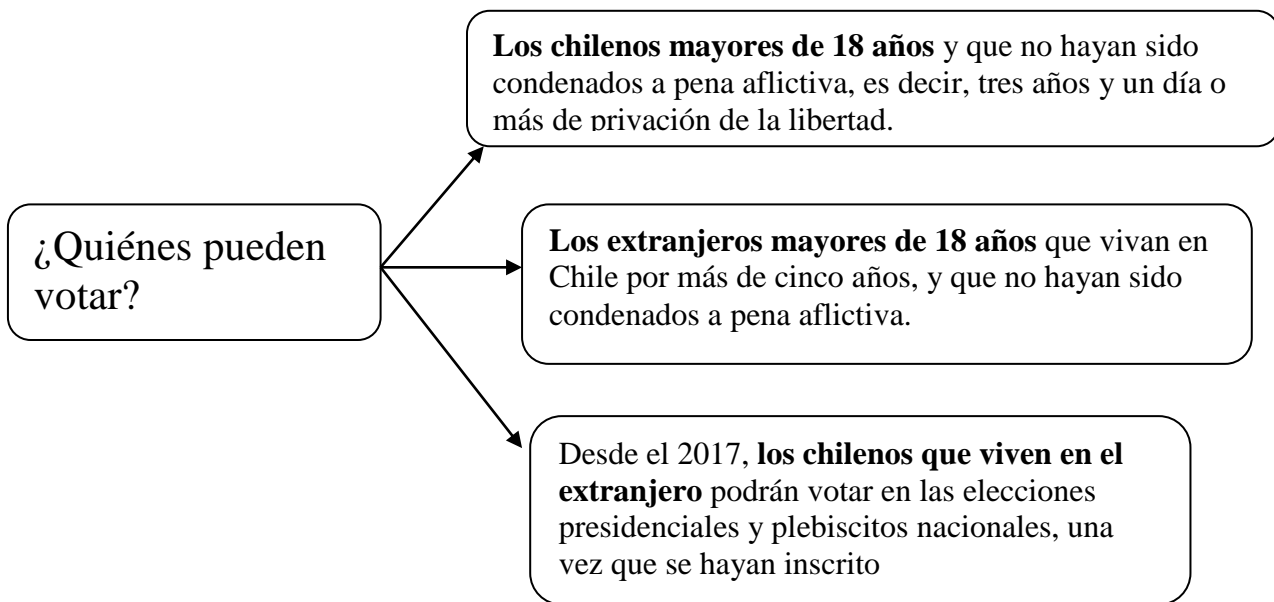 ¿Quiénes pueden
votar?
Los chilenos mayores de 18 años y que no hayan sido
condenados a pena aflictiva, es decir, tres años y un día o
más de privación de la libertad.
Los extranjeros mayores de 18 años que vivan en
Chile por más de cinco años, y que no hayan sido
condenados a pena aflictiva.
Desde el 2017, los chilenos que viven en el
extranjero podrán votar en las elecciones
presidenciales y plebiscitos nacionales, una
vez que se hayan inscrito